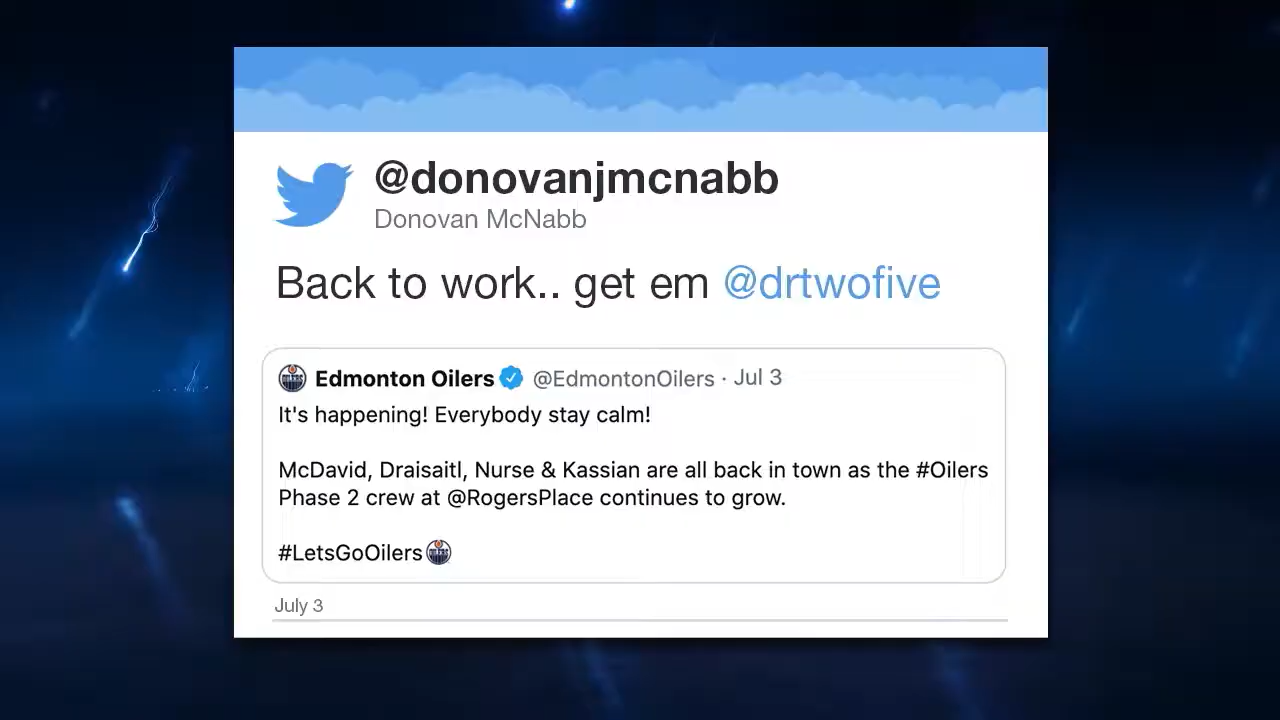 @donovanjmcnabb
Donovan McNabb
Back to work.. get em @drtwofive
Edmonton Oilers @EdmontonOilers · Jul 3
It's happening! Everybody stay calm!
McDavid, Draisaitl, Nurse & Kassian are all back in town as the #Oilers
Phase 2 crew at @RogersPlace continues to grow.
#LetsGoOilers
July 3